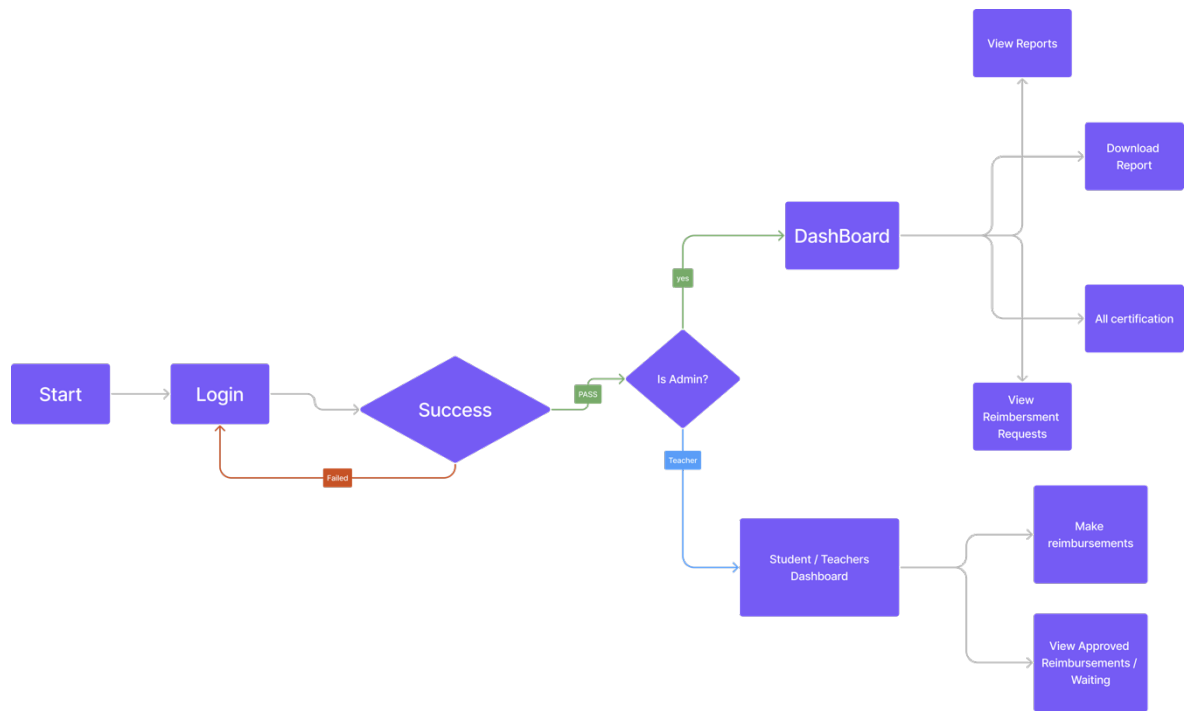 View Reports
Download
Report
DashBoard
yes
All certification
Start
Login
Success
PASS
Is Admin?
View
Reimbersment
Requests
Failed
Teacher
Student / Teachers
Dashboard
Make
reimbursements
View Approved
Reimbursements /
Waiting